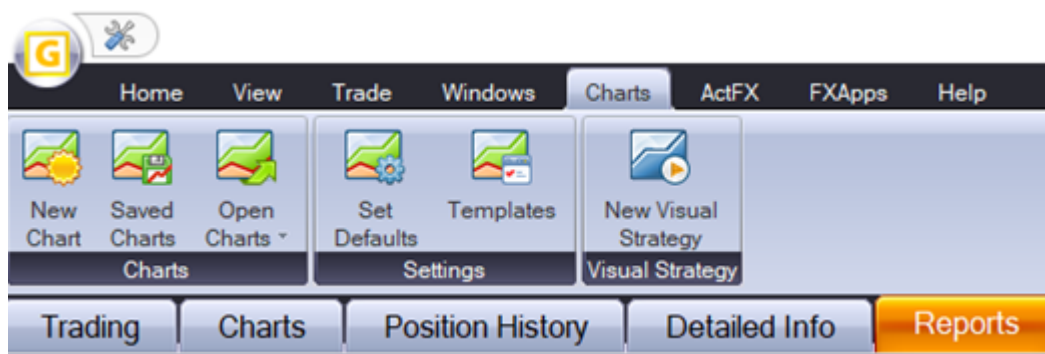 G
Home View Trade Windows Charts ActFX FXApps Help
New Chart
Saved Charts
Open Charts
Set Defaults
Templates
New Visual Strategy
Charts Settings Visual Strategy
Trading Charts Position History Detailed Info Reports